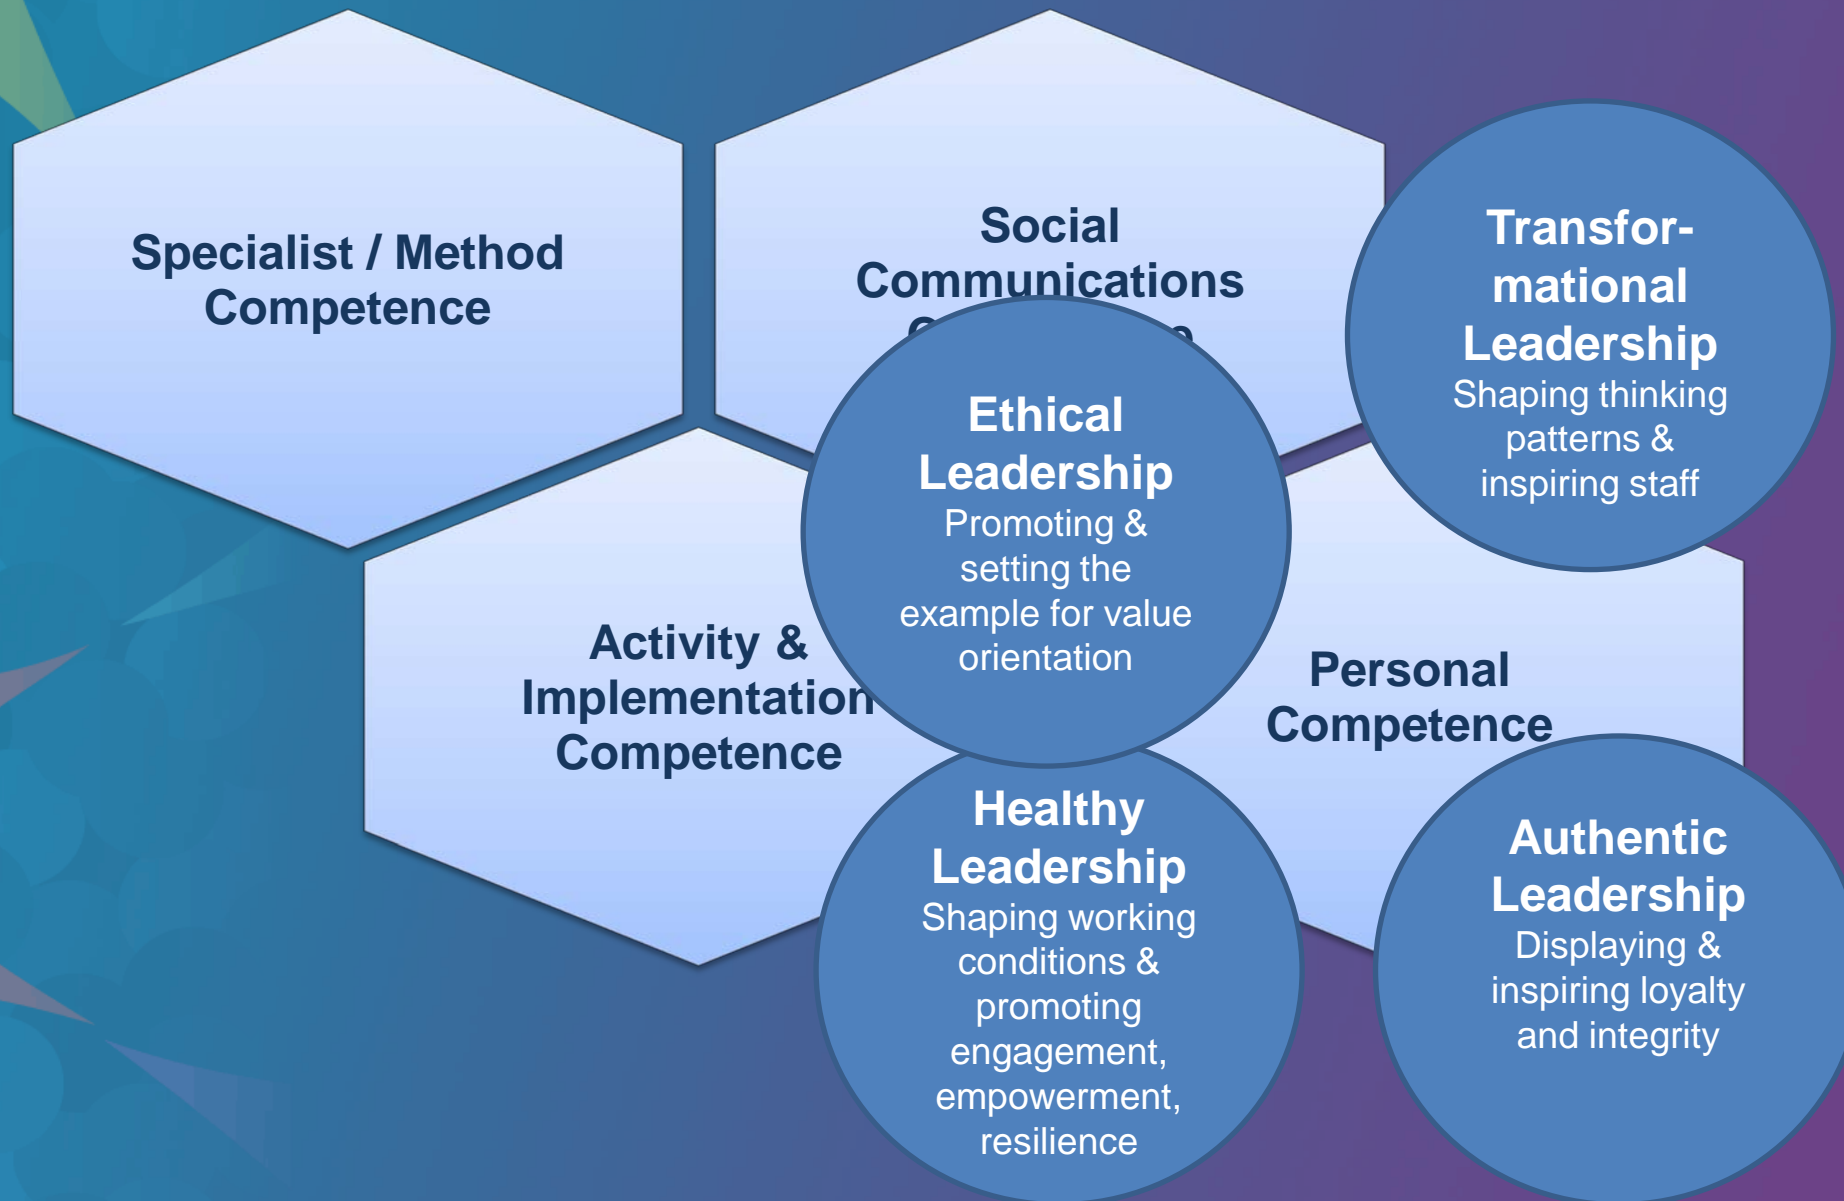 Specialist / Method
Competence
Social
Communications
Transfor-
mational
Leadership
Shaping thinking
patterns &
inspiring staff
Ethical
Leadership
Promoting &
setting the
example for value
orientation
Activity &
Implementation
Competence
Personal
Competence
Healthy
Leadership
Shaping working
conditions &
promoting
engagement,
empowerment,
resilience
Authentic
Leadership
Displaying &
inspiring loyalty
and integrity